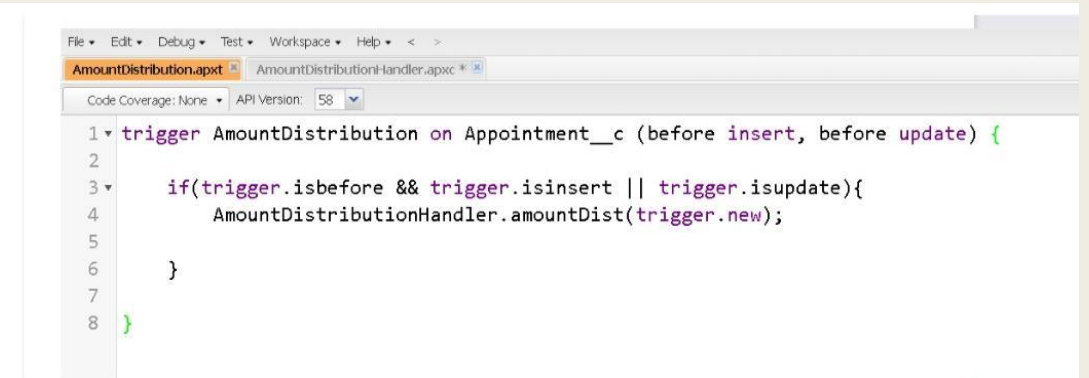 File Edit Debug Test Workspace Help < >
AmountDistribution.apxt AmountDistributionHandler.apxc *
Code Coverage: None API Version: 58
1 trigger AmountDistribution on Appointment__c (before insert, before update) {
2
3 if(trigger.isbefore && trigger.isinsert || trigger.isupdate){
4 AmountDistributionHandler.amountDist(trigger.new);
5
6 }
7
8 }